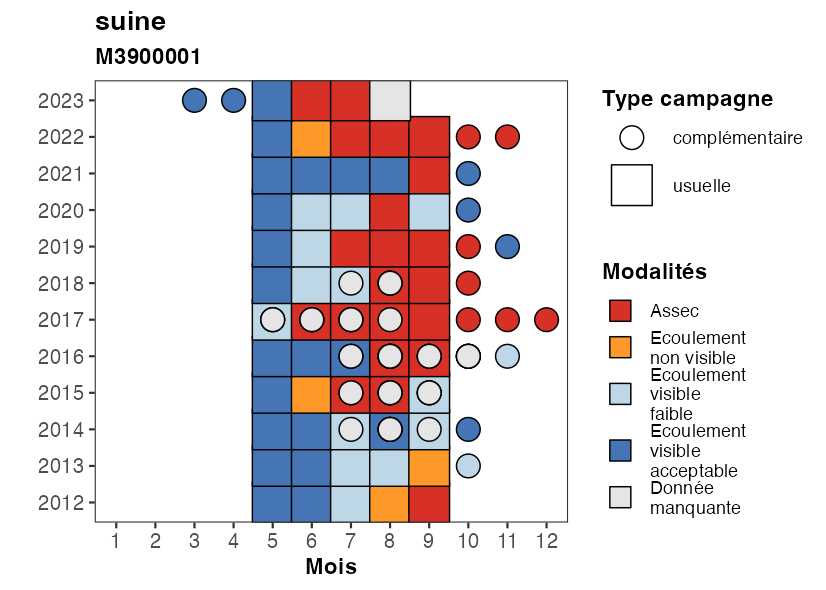 suine
M3900001
2023
2022
2021
2020
2019
2018
2017
2016
2015
2014
2013
2012
1 2 3 4 5 6 7 8 9 10 11 12
Mois
Type campagne
complémentaire
usuelle
Modalités
Assec
Ecoulement
non visible
Ecoulement
visible
faible
Ecoulement
visible
acceptable
Donnée
manquante